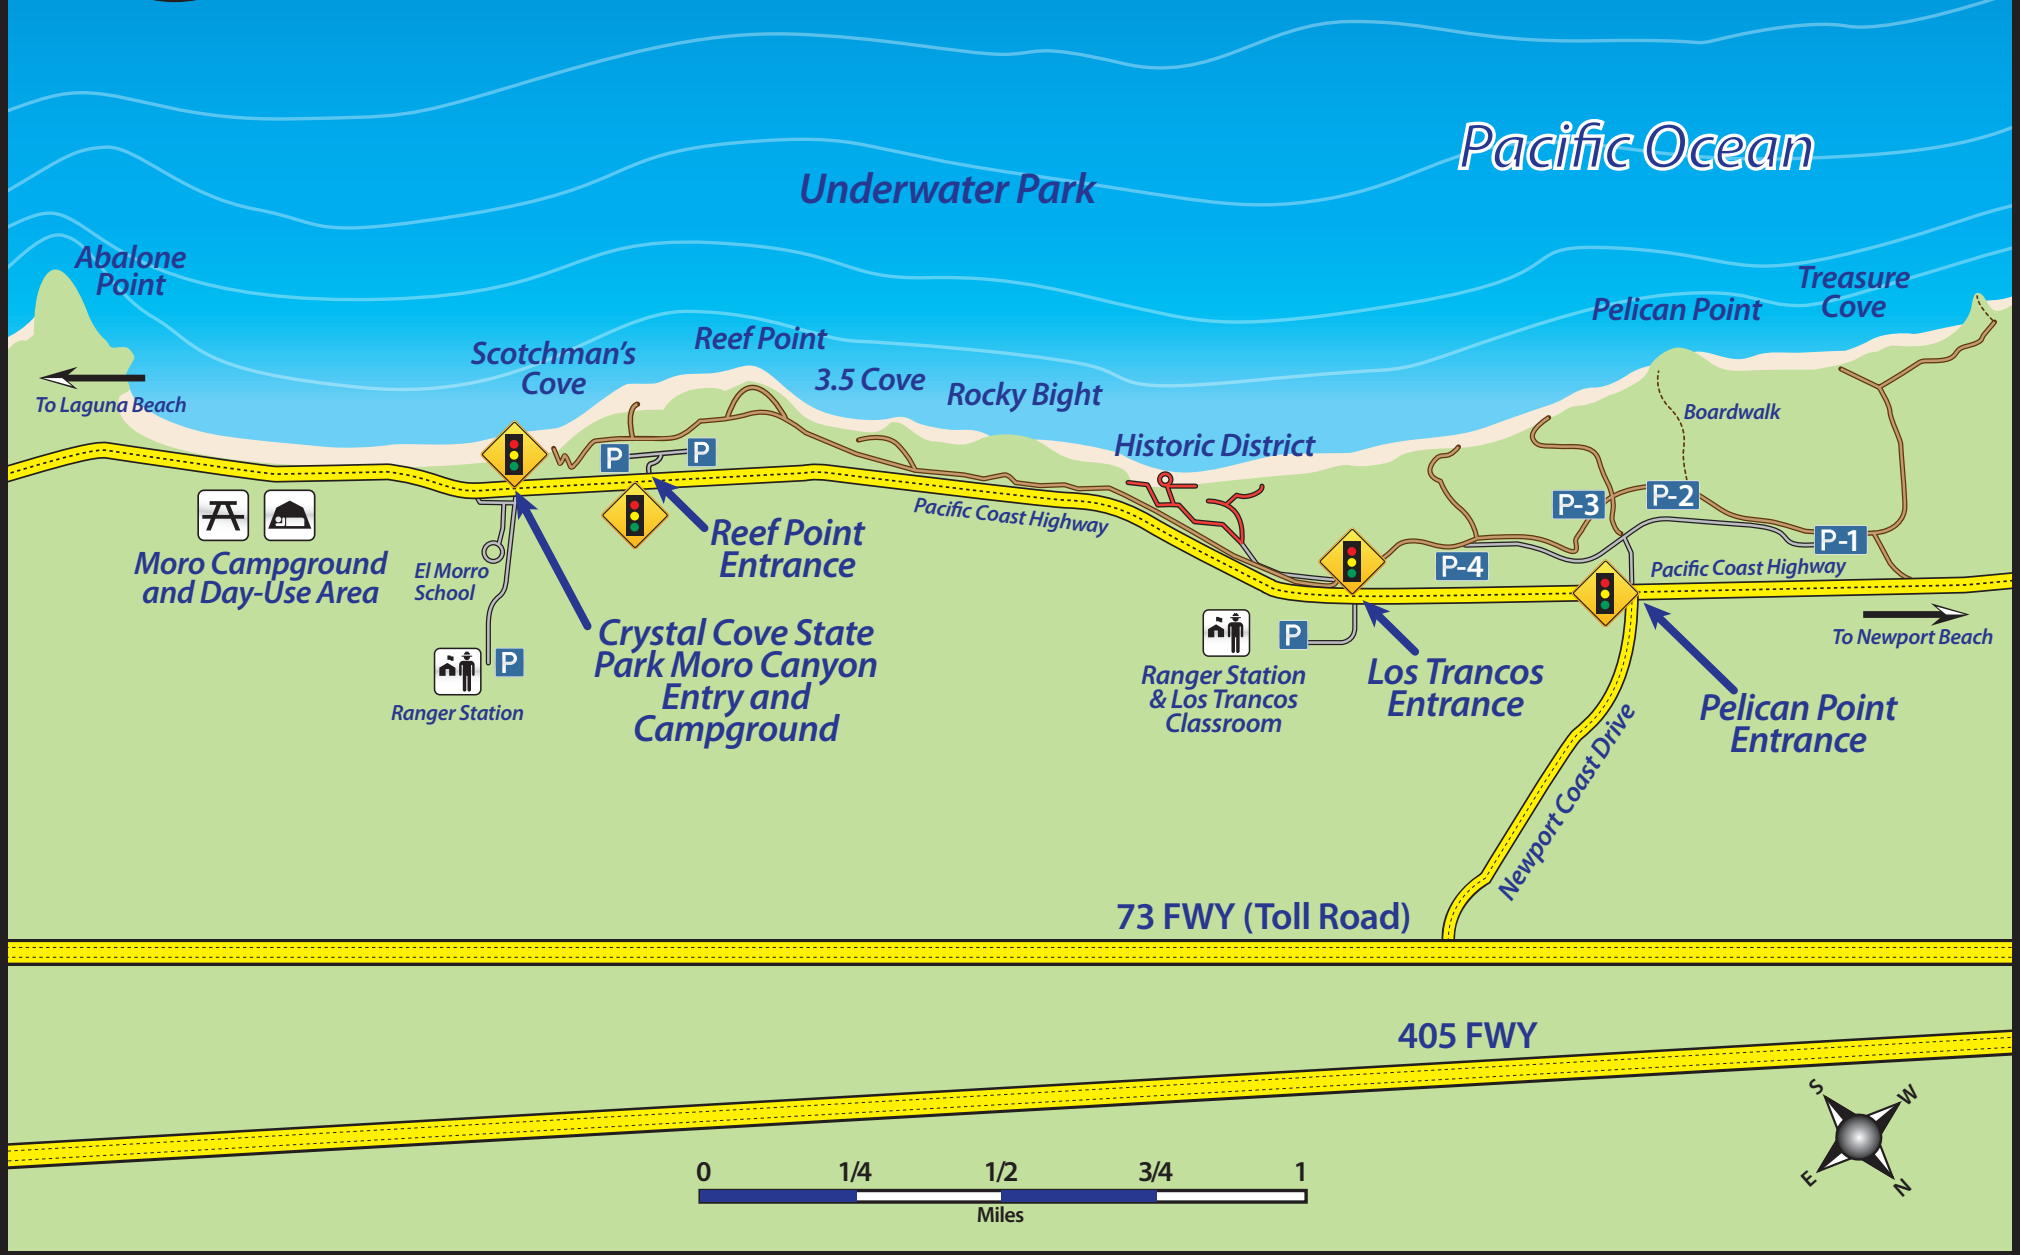 Pacific Ocean
Underwater Park
Abalone
Point
Treasure
Cove
Pelican Point
Reef Point
Scotchman's
Cove
3.5 Cove
Rocky Bight
To Laguna Beach
Boardwalk
Historic District
P
P
P-3
P-2
P-1
P-4
Pacific Coast Highway
Reef Point
Entrance
Moro Campground
and Day-Use Area
El Morro
School
Pacific Coast Highway
To Newport Beach
Crystal Cove State
Park Moro Canyon
Entry and
Campground
P
Ranger Station
P
Ranger Station
& Los Trancos
Classroom
Los Trancos
Entrance
Pelican Point
Entrance
Newport Coast Drive
73 FWY (Toll Road)
405 FWY
S
W
E
N
0 1/4 1/2 3/4 1
Miles